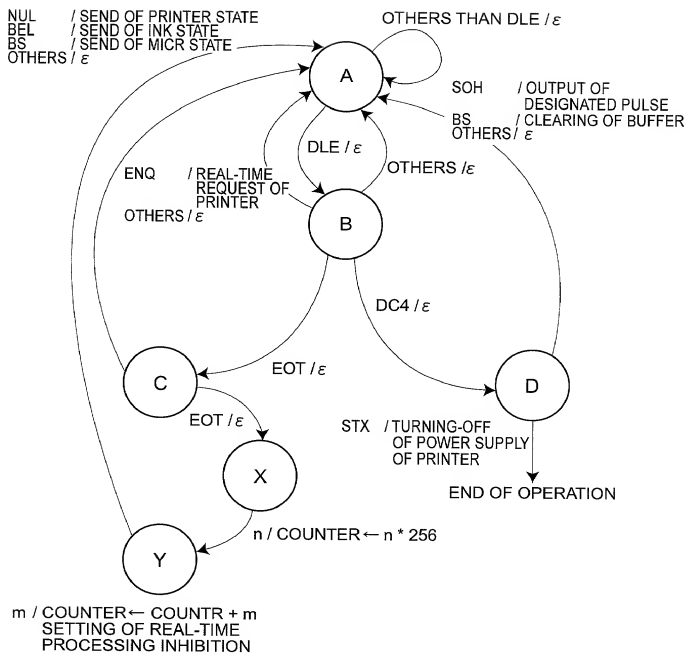 NUL / SEND OF PRINTER STATE
BEL / SEND OF INK STATE
BS / SEND OF MICR STATE
OTHERS / ε
OTHERS THAN DLE / ε
A
SOH / OUTPUT OF
DESIGNATED PULSE
BS / CLEARING OF BUFFER
OTHERS / ε
DLE / ε
OTHERS /ε
ENQ / REAL-TIME
REQUEST OF
PRINTER
OTHERS / ε
B
DC4 / ε
EOT / ε
C
D
EOT / ε
STX / TURNING-OFF
OF POWER SUPPLY
OF PRINTER
X
END OF OPERATION
n / COUNTER ← n * 256
Y
m / COUNTER ← COUNTR + m
SETTING OF REAL-TIME
PROCESSING INHIBITION